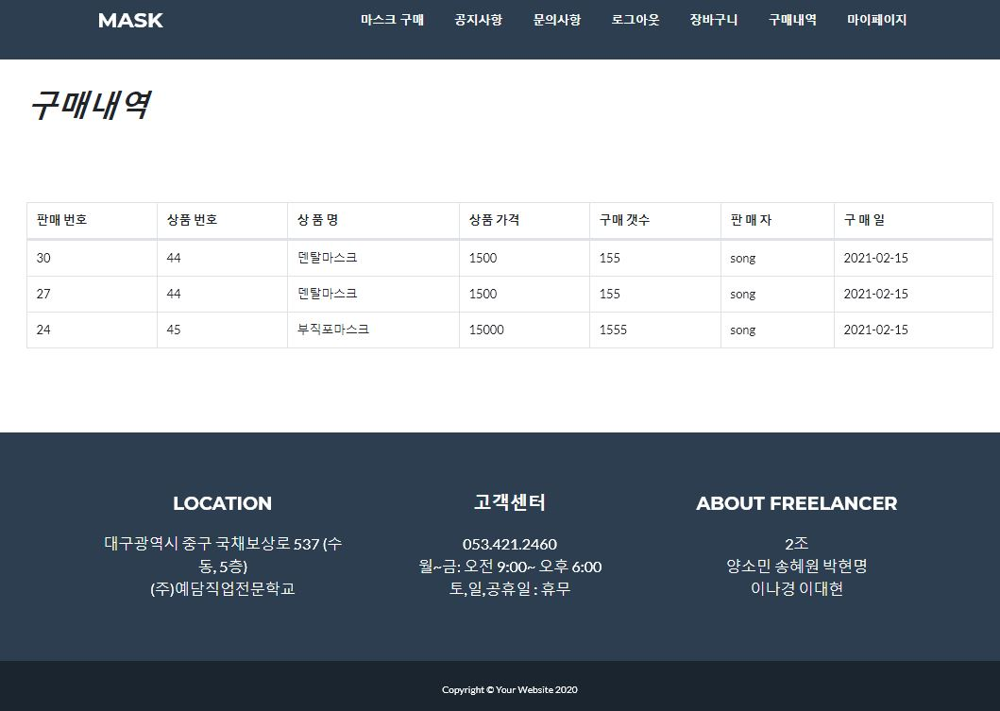 MASK 마스크 구매 공지사항 문의사항 로그아웃 장바구니 구매내역 마이페이지
구매내역
판매 번호 상품 번호 상 품 명 상품 가격 구매 갯수 판 매 자 구 매 일
30 44 덴탈마스크 1500 155 song 2021-02-15
27 44 덴탈마스크 1500 155 song 2021-02-15
24 45 부직포마스크 15000 1555 song 2021-02-15
LOCATION
대구광역시 중구 국채보상로 537 (수
동, 5층)
(주)예담직업전문학교
고객센터
053.421.2460
월~금: 오전 9:00~ 오후 6:00
토,일,공휴일 : 휴무
ABOUT FREELANCER
2조
양소민 송혜원 박현명
이나경 이대현
Copyright © Your Website 2020